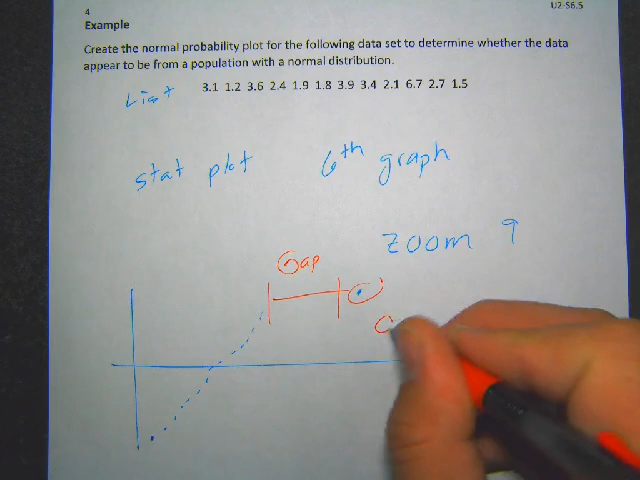 4
U2-S6.5
Example
Create the normal probability plot for the following data set to determine whether the data
appear to be from a population with a normal distribution.
List 3.1 1.2 3.6 2.4 1.9 1.8 3.9 3.4 2.1 6.7 2.7 1.5
stat plot 6th graph
ZOOM 9
Gap